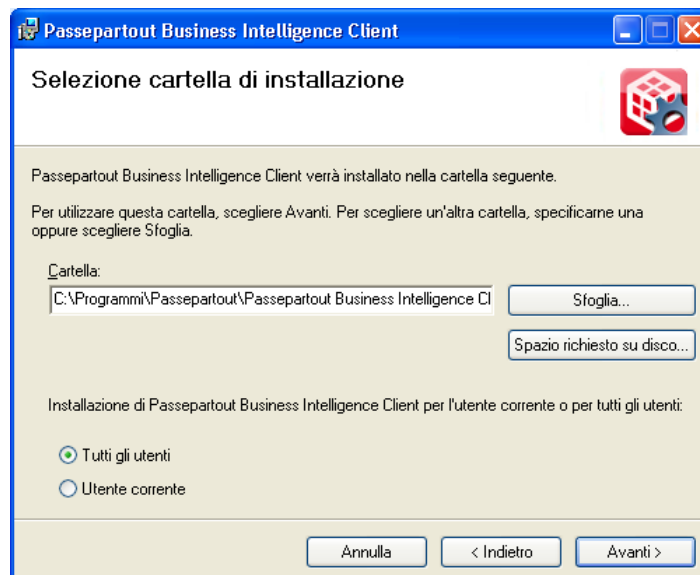 Passepartout Business Intelligence Client
Selezione cartella di installazione
Passepartout Business Intelligence Client verrà installato nella cartella seguente.
Per utilizzare questa cartella, scegliere Avanti. Per scegliere un'altra cartella, specificarne una
oppure scegliere Sfoglia.
Cartella:
C:\Programmi\Passepartout\Passepartout Business Intelligence Cl
Sfoglia...
Spazio richiesto su disco...
Installazione di Passepartout Business Intelligence Client per l'utente corrente o per tutti gli utenti:
Tutti gli utenti
Utente corrente
Annulla
< Indietro
Avanti >